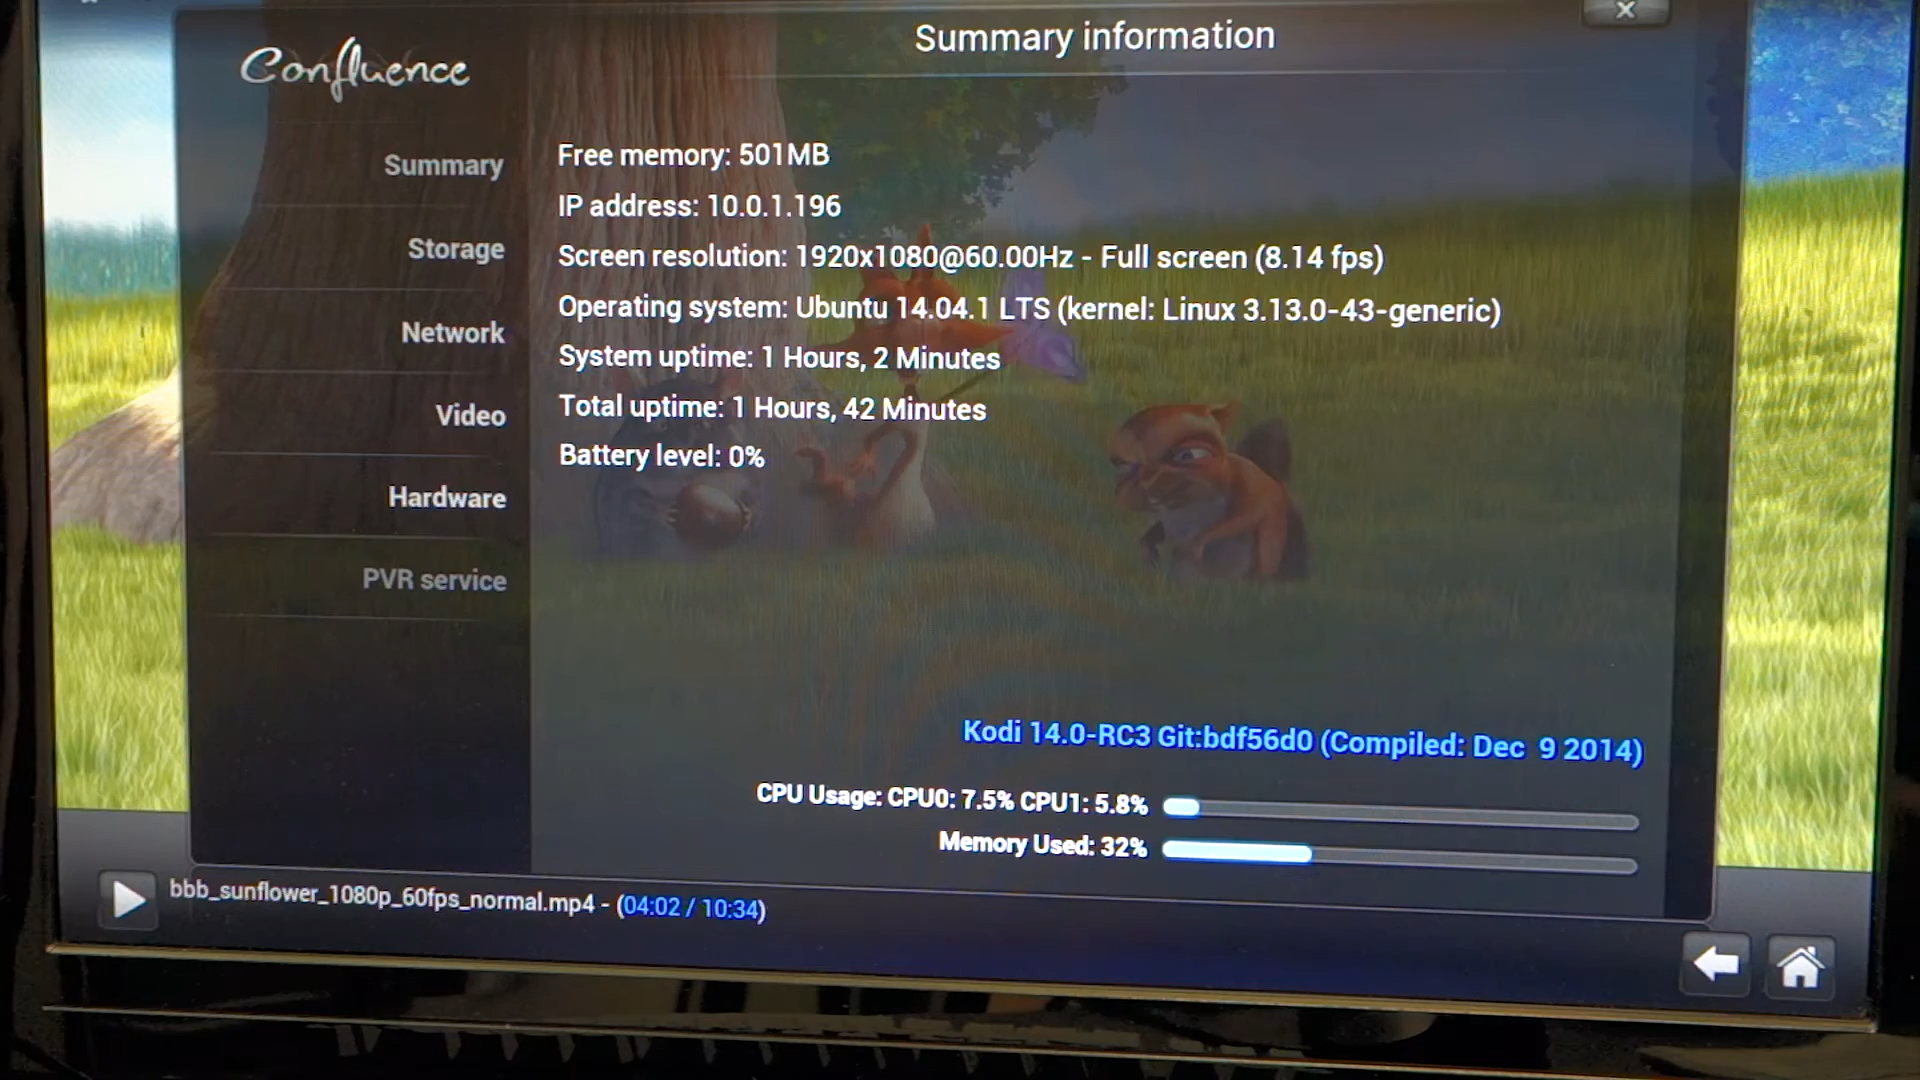 Confluence
Summary information
X
Summary
Storage
Network
Video
Hardware
PVR service
Free memory: 501MB
IP address: 10.0.1.196
Screen resolution: 1920x1080@60.00Hz - Full screen (8.14 fps)
Operating system: Ubuntu 14.04.1 LTS (kernel: Linux 3.13.0-43-generic)
System uptime: 1 Hours, 2 Minutes
Total uptime: 1 Hours, 42 Minutes
Battery level: 0%
Kodi 14.0-RC3 Git:bdf56d0 (Compiled: Dec  9 2014)
CPU Usage: CPU0: 7.5% CPU1: 5.8%
Memory Used: 32%
bbb_sunflower_1080p_60fps_normal.mp4 - (04:02 / 10:34)